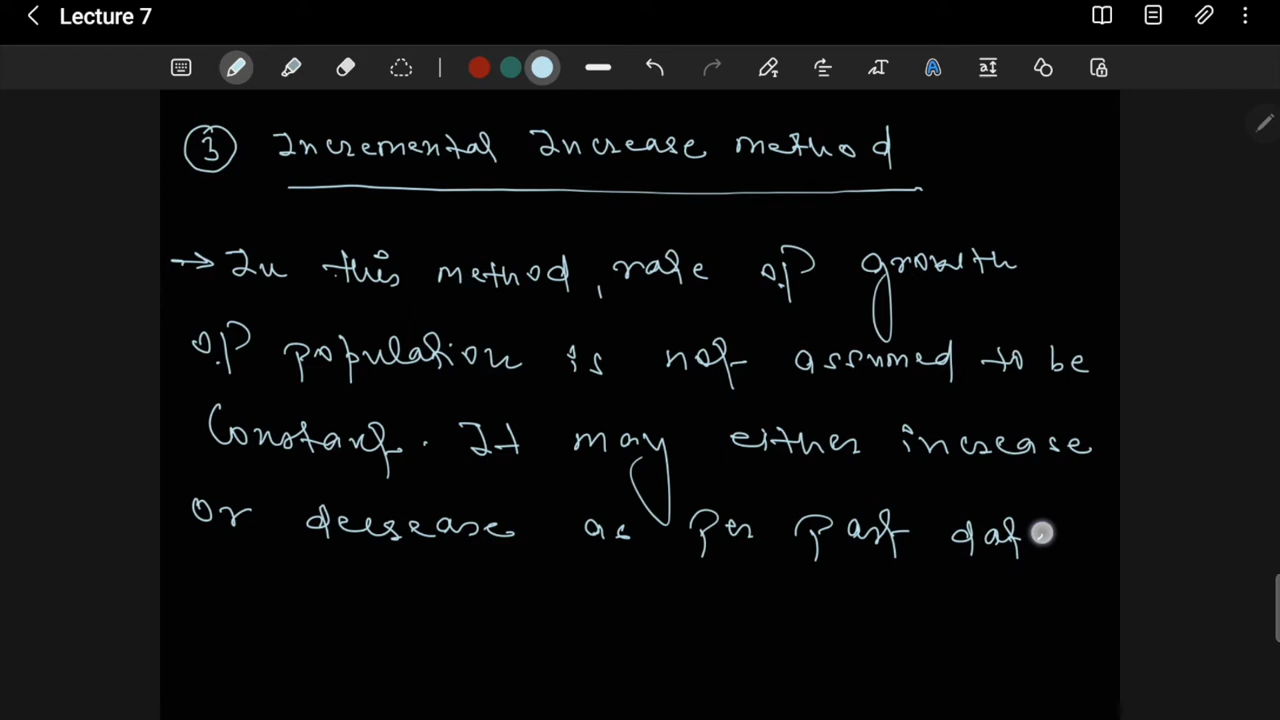 Lecture 7
3 Incremental Increase method
→ In this method, rate of growth
of population is not assumed to be
Constant. It may either increase
Or decrease as per past dat